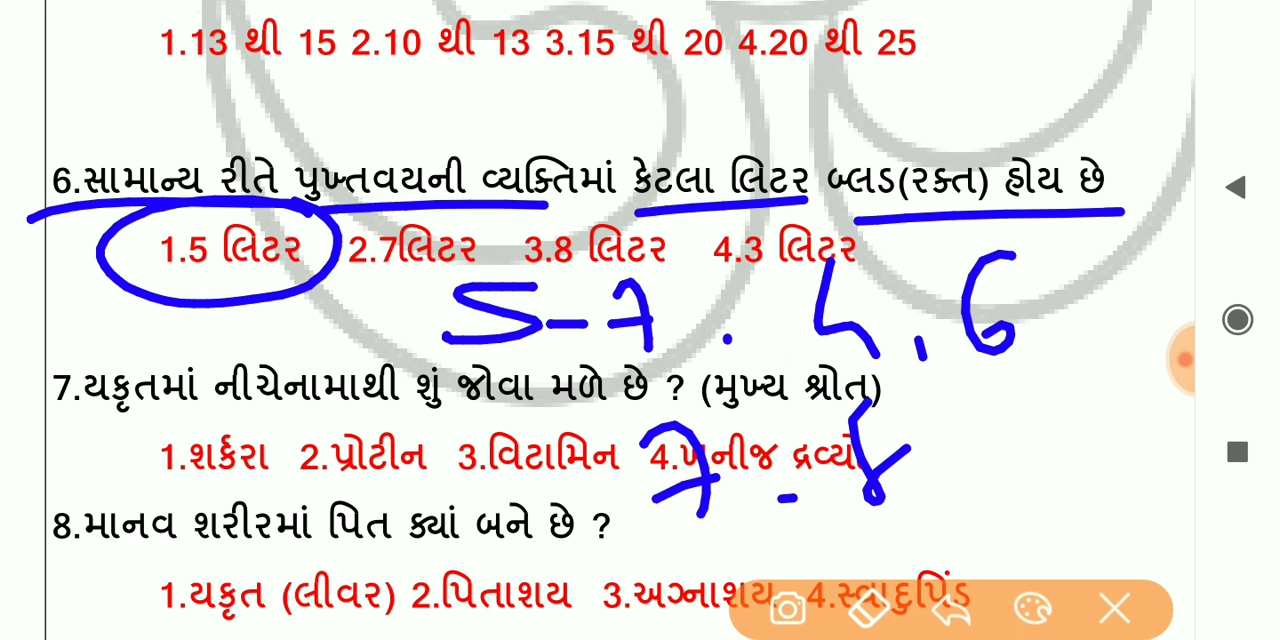 1.13 થી 15 2.10 થી 13 3.15 થી 20 4.20 થી 25
6.સામાન્ય રીતે પુખ્તવયની વ્યક્તિમાં કેટલા લિટર બ્લડ(રક્ત) હોય છે
1.5 લિટર 2.7લિટર 3.8 લિટર 4.3 લિટર
5-7. 4, 6
7.યકૃતમાં નીચેનામાથી શું જોવા મળે છે ? (મુખ્ય શ્રોત)
1.શર્કરા 2.પ્રોટીન 3.વિટામિન 4.ખનીજ દ્રવ્યો
7-8
8.માનવ શરીરમાં પિત ક્યાં બને છે ?
1.યકૃત (લીવર) 2.પિતાશય 3.અગ્નાશય 4.સ્વાદુપિંડ